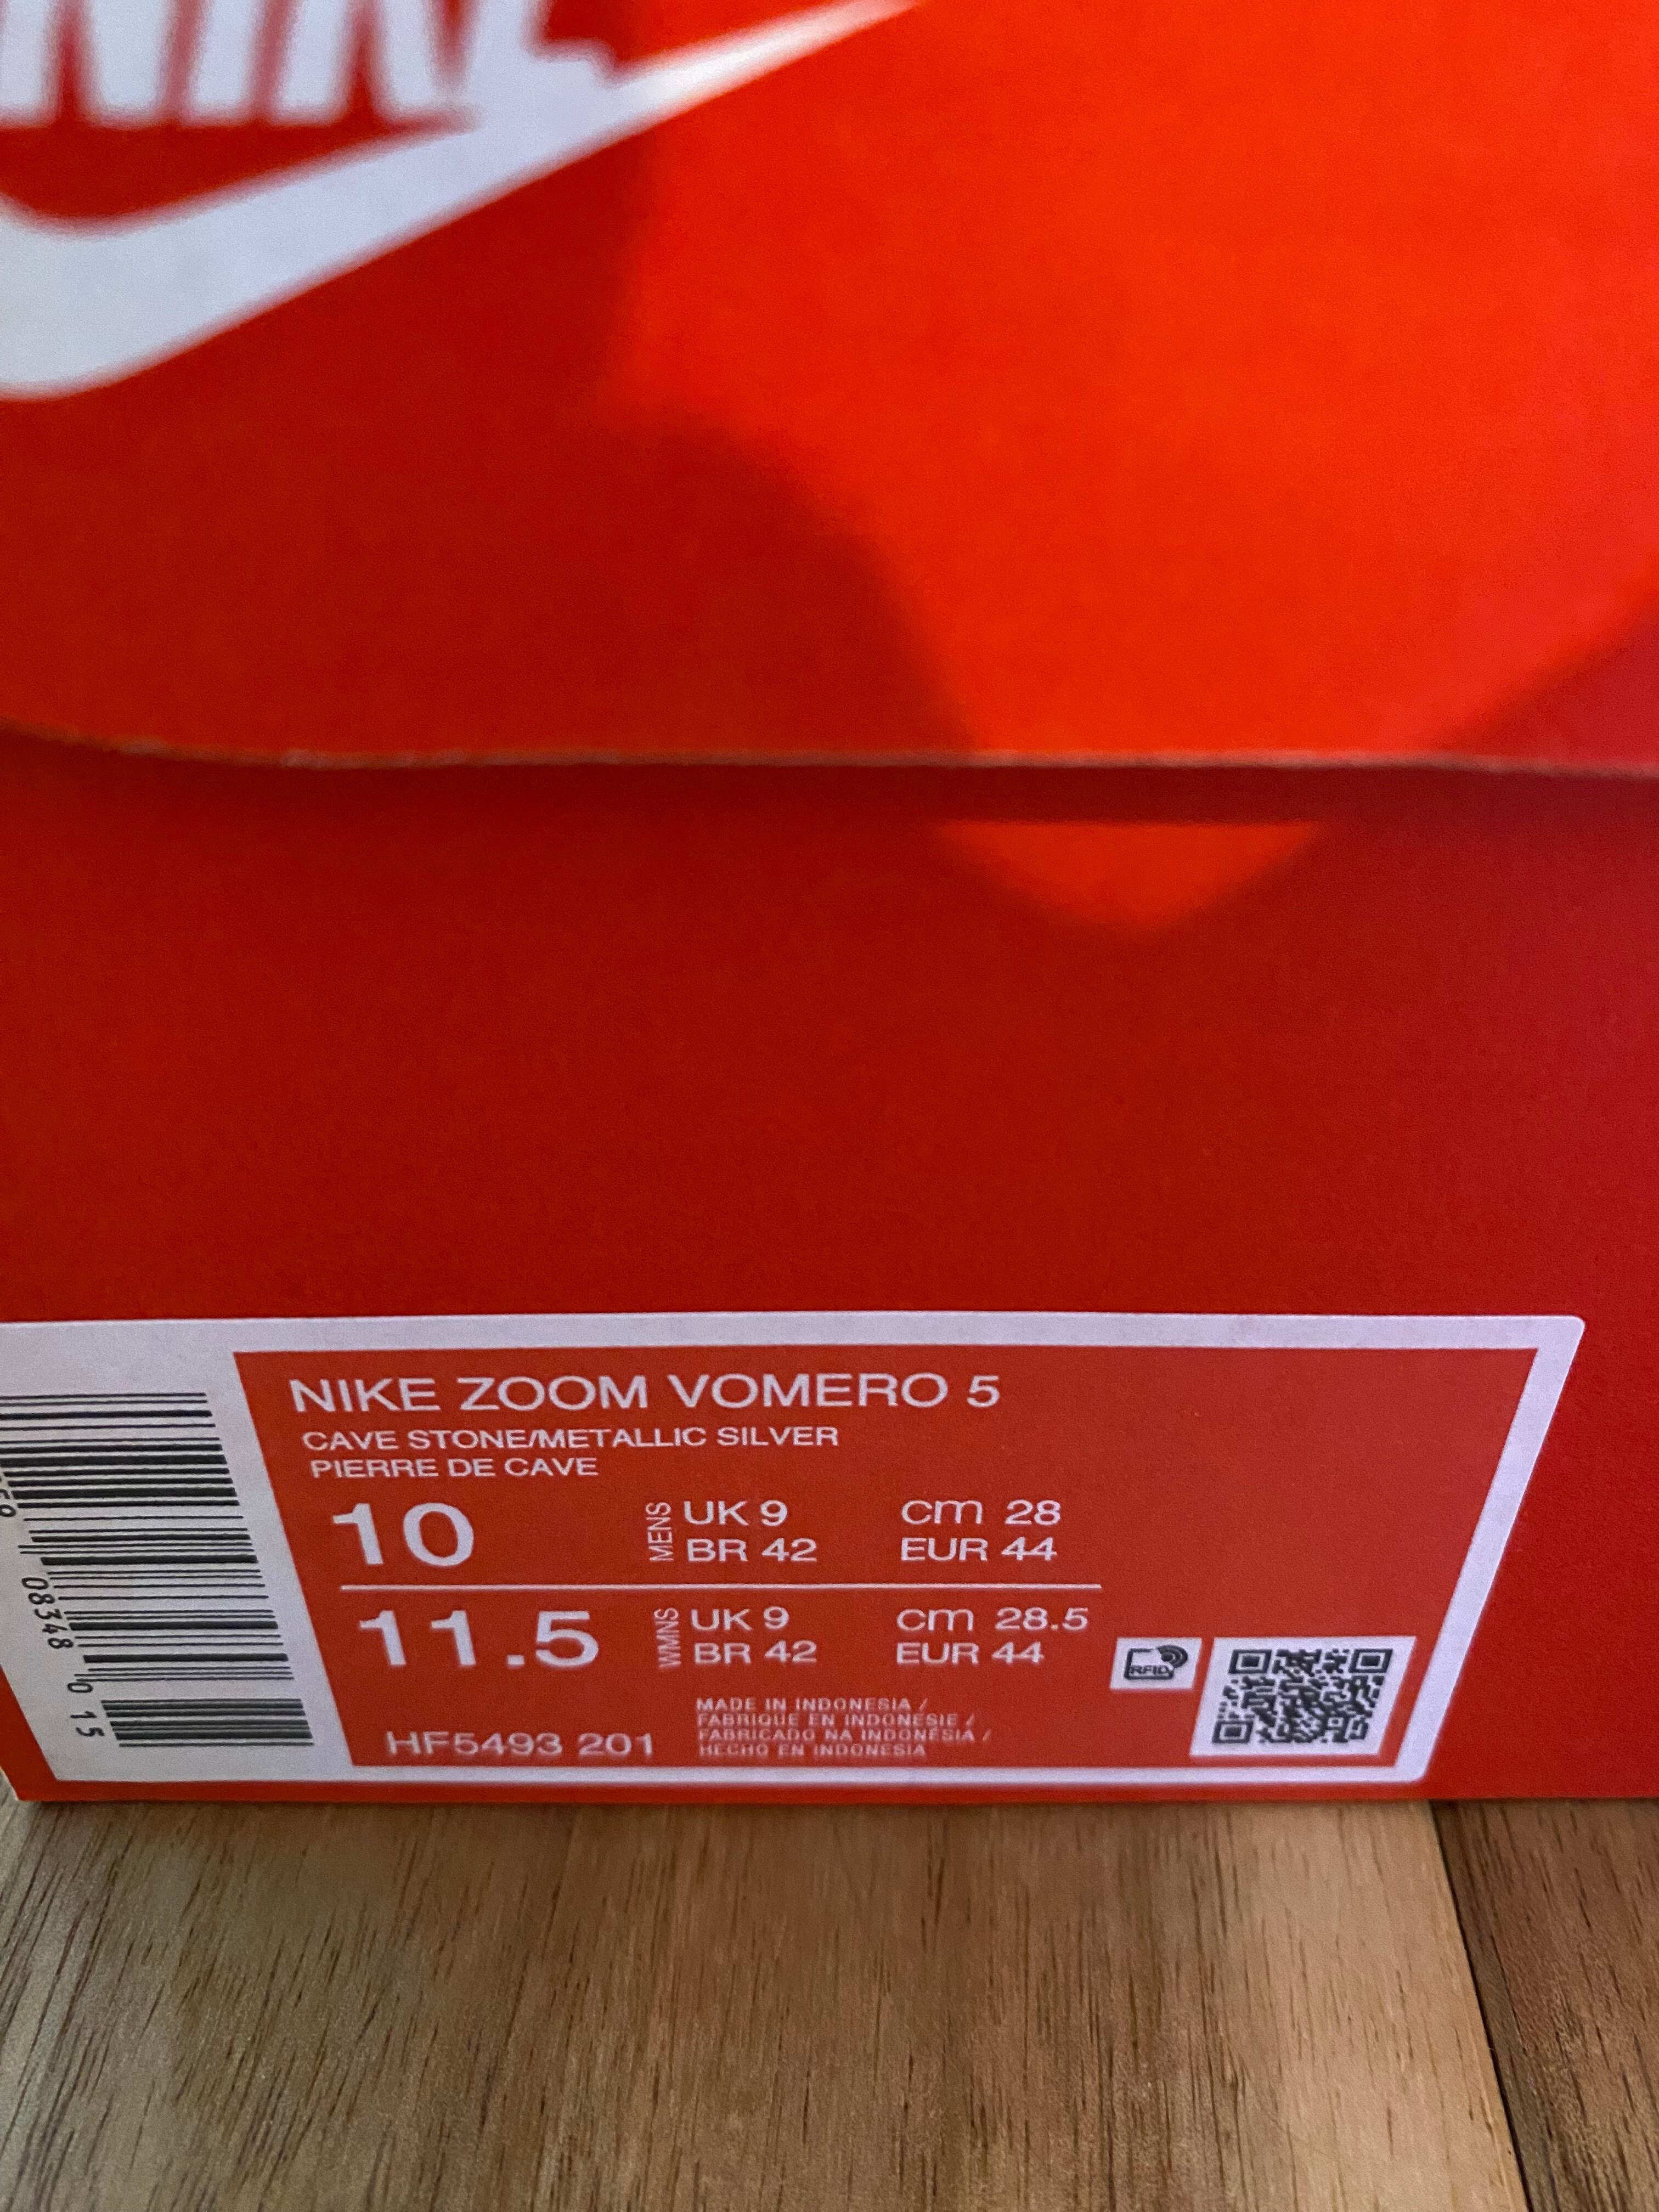 NIKE
NIKE ZOOM VOMERO 5
CAVE STONE/METALLIC SILVER
PIERRE DE CAVE
10 MENS UK 9 cm 28
BR 42 EUR 44
11.5 WMNS UK 9 cm 28.5
BR 42 EUR 44
RFID
HF5493 201
MADE IN INDONESIA /
FABRIQUE EN INDONESIE /
FABRICADO NA INDONÉSIA /
HECHO EN INDONESIA
08348 0 15